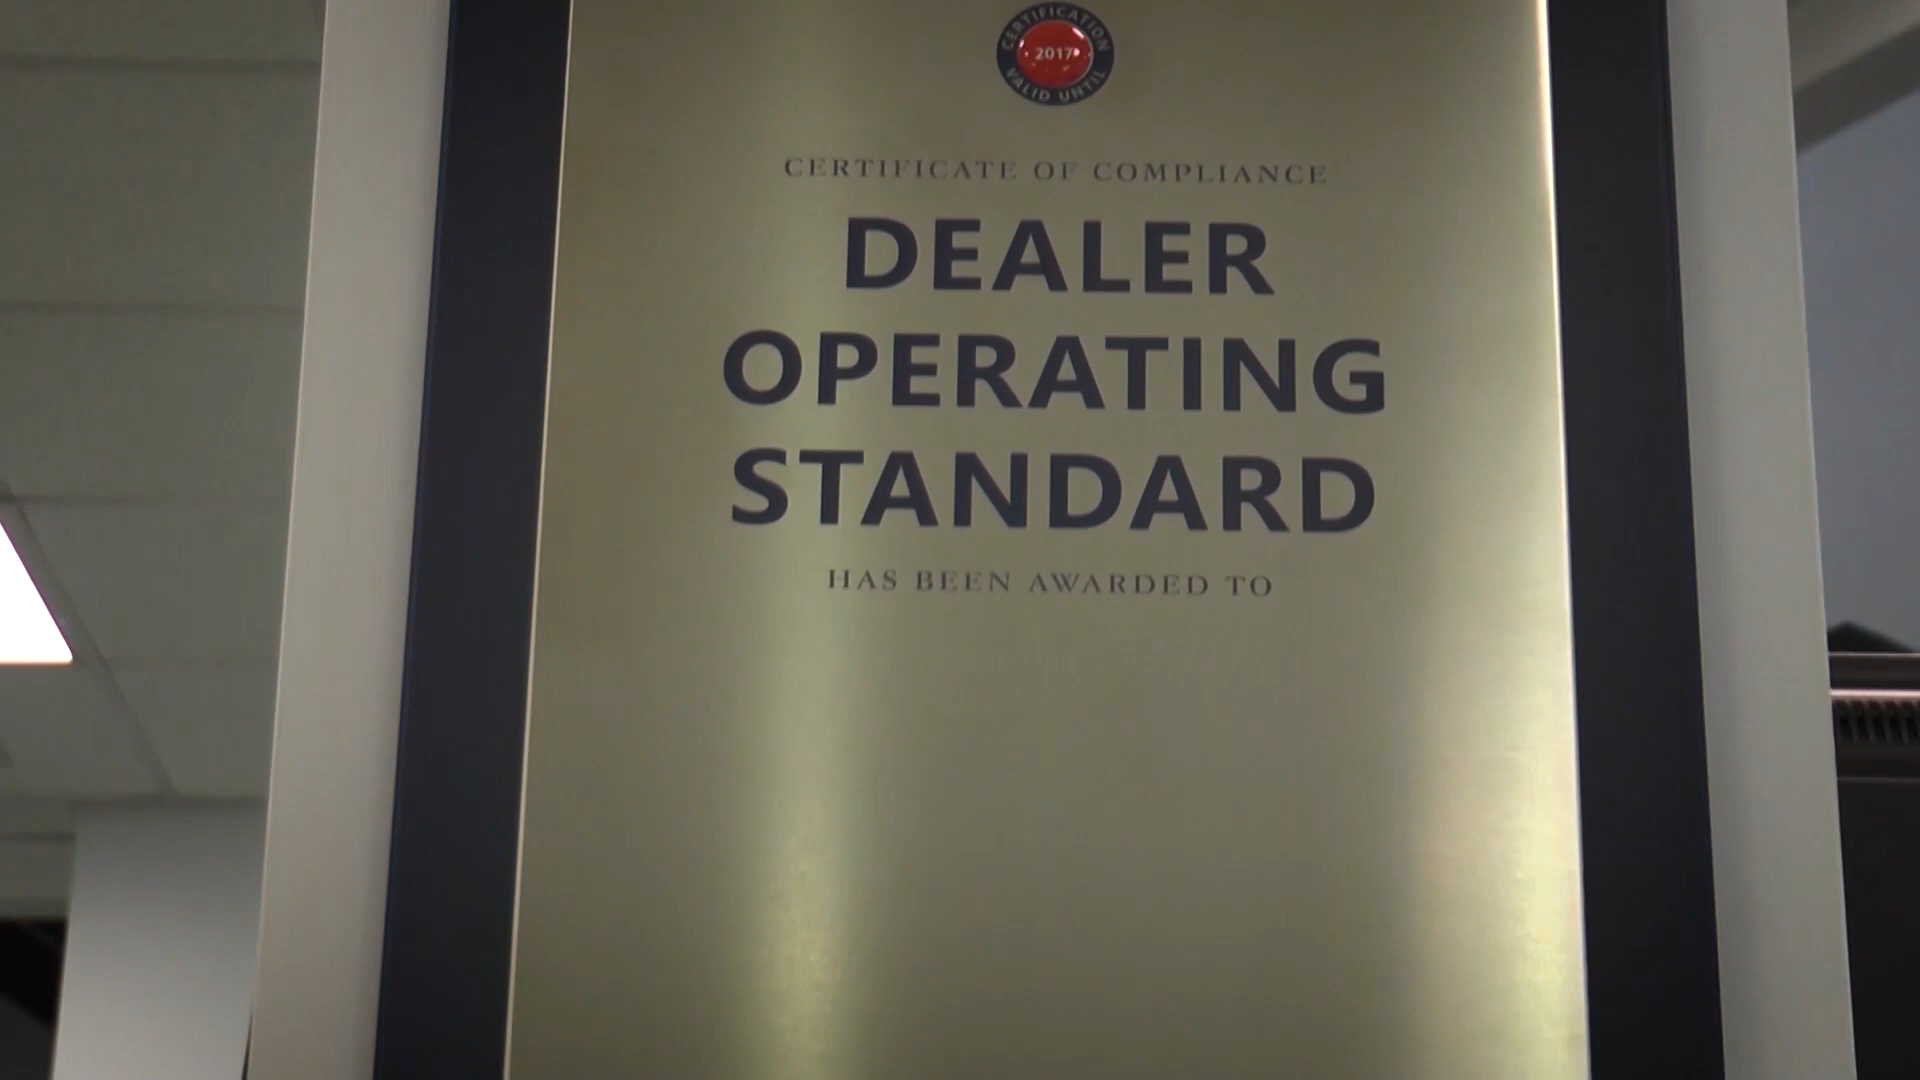 CERTIFICATION
2017
VALID UNTIL
CERTIFICATE OF COMPLIANCE
DEALER
OPERATING
STANDARD
HAS BEEN AWARDED TO